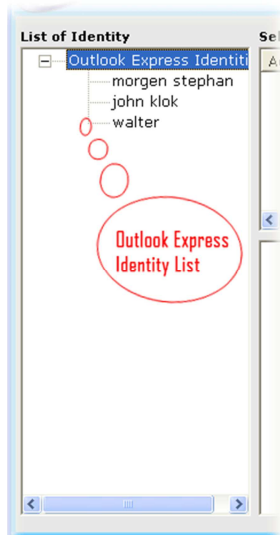 List of Identity
Sel
Outlook Express Identiti
morgen stephan
john klok
walter
Outlook Express
Identity List